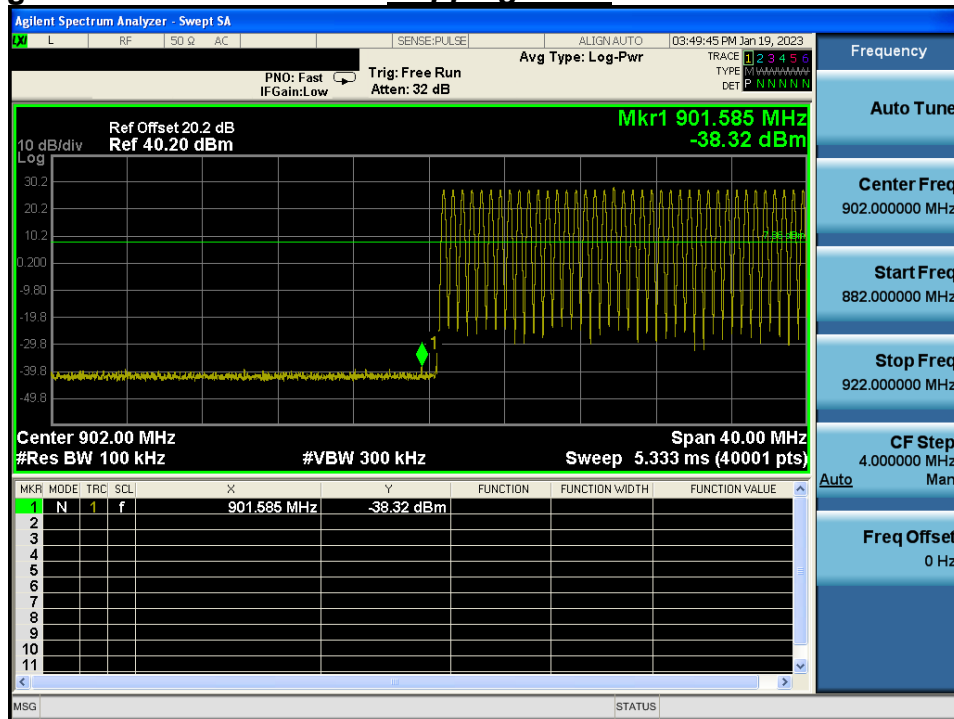 Agilent Spectrum Analyzer - Swept SA
LXI L RF 50 Ω AC SENSE:PULSE ALIGN AUTO 03:49:45 PM Jan 19, 2023
Avg Type: Log-Pwr TRACE 1 2 3 4 5 6
PNO: Fast Trig: Free Run TYPE M
IFGain:Low Atten: 32 dB DET P N N N N N
Mkr1 901.585 MHz
-38.32 dBm
Ref Offset 20.2 dB
10 dB/div Ref 40.20 dBm
Log
30.2
20.2
10.2
0.200
-9.80
-19.8
-29.8
-39.8
-49.8
1
Center 902.00 MHz Span 40.00 MHz
#Res BW 100 kHz #VBW 300 kHz Sweep 5.333 ms (40001 pts)
MKR MODE TRC SCL X Y FUNCTION FUNCTION WIDTH FUNCTION VALUE
1 N 1 f 901.585 MHz -38.32 dBm
2
3
4
5
6
7
8
9
10
11
MSG STATUS
Frequency
Auto Tune
Center Freq
902.000000 MHz
Start Freq
882.000000 MHz
Stop Freq
922.000000 MHz
CF Step
4.000000 MHz
Auto Man
Freq Offset
0 Hz